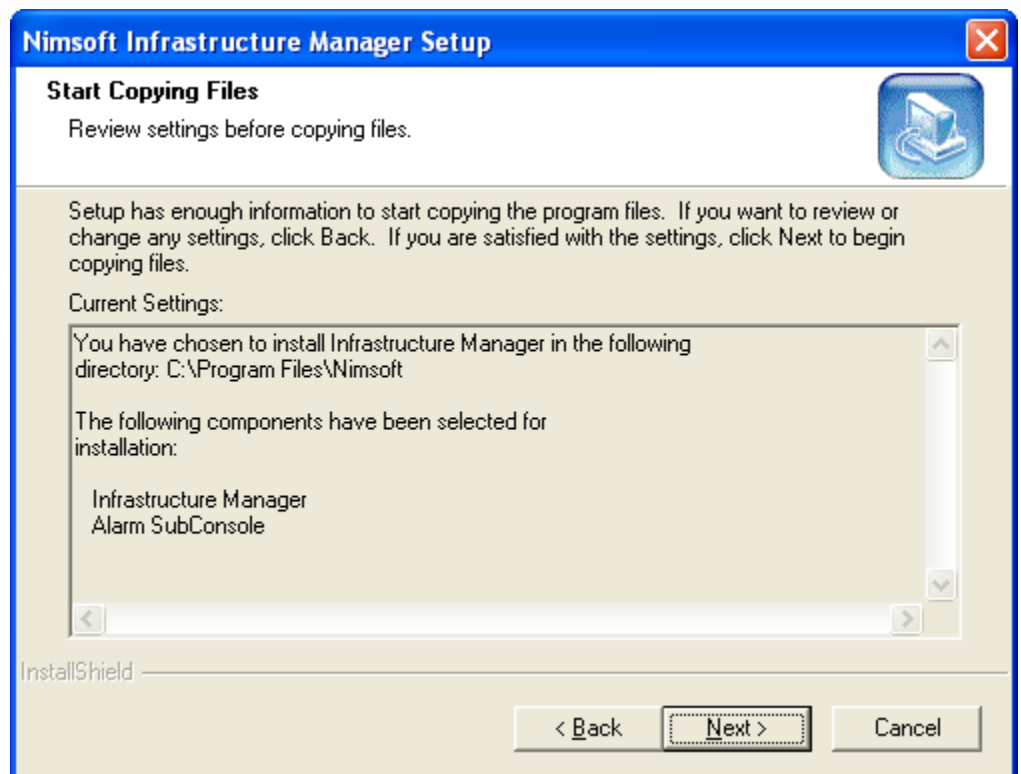 Nimsoft Infrastructure Manager Setup
Start Copying Files
Review settings before copying files.
Setup has enough information to start copying the program files.  If you want to review or
change any settings, click Back.  If you are satisfied with the settings, click Next to begin
copying files.
Current Settings:
You have chosen to install Infrastructure Manager in the following
directory: C:\Program Files\Nimsoft
The following components have been selected for
installation:
Infrastructure Manager
Alarm SubConsole
InstallShield
< Back
Next >
Cancel